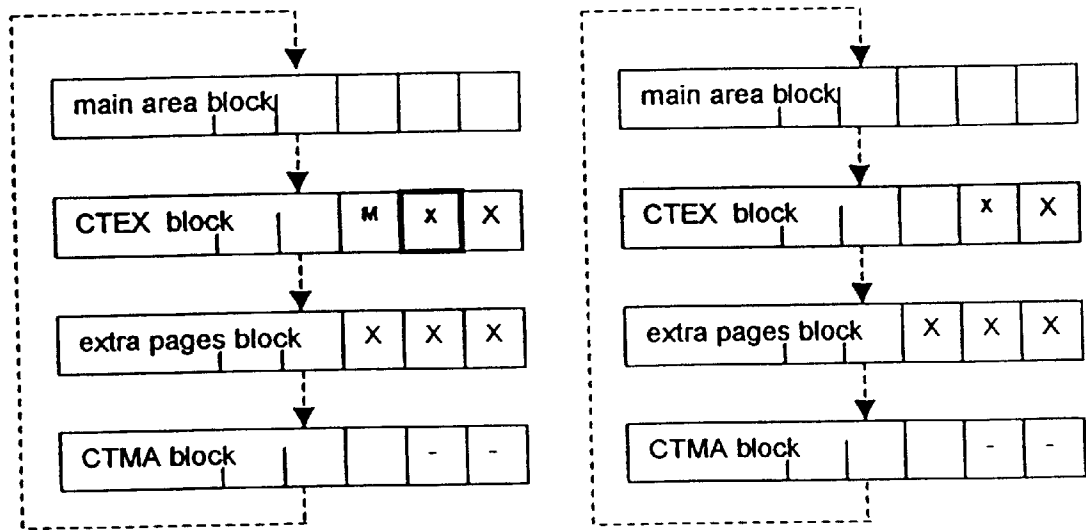 main area block
CTEX block M x X
extra pages block X X X
CTMA block - -
main area block
CTEX block x X
extra pages block X X X
CTMA block - -